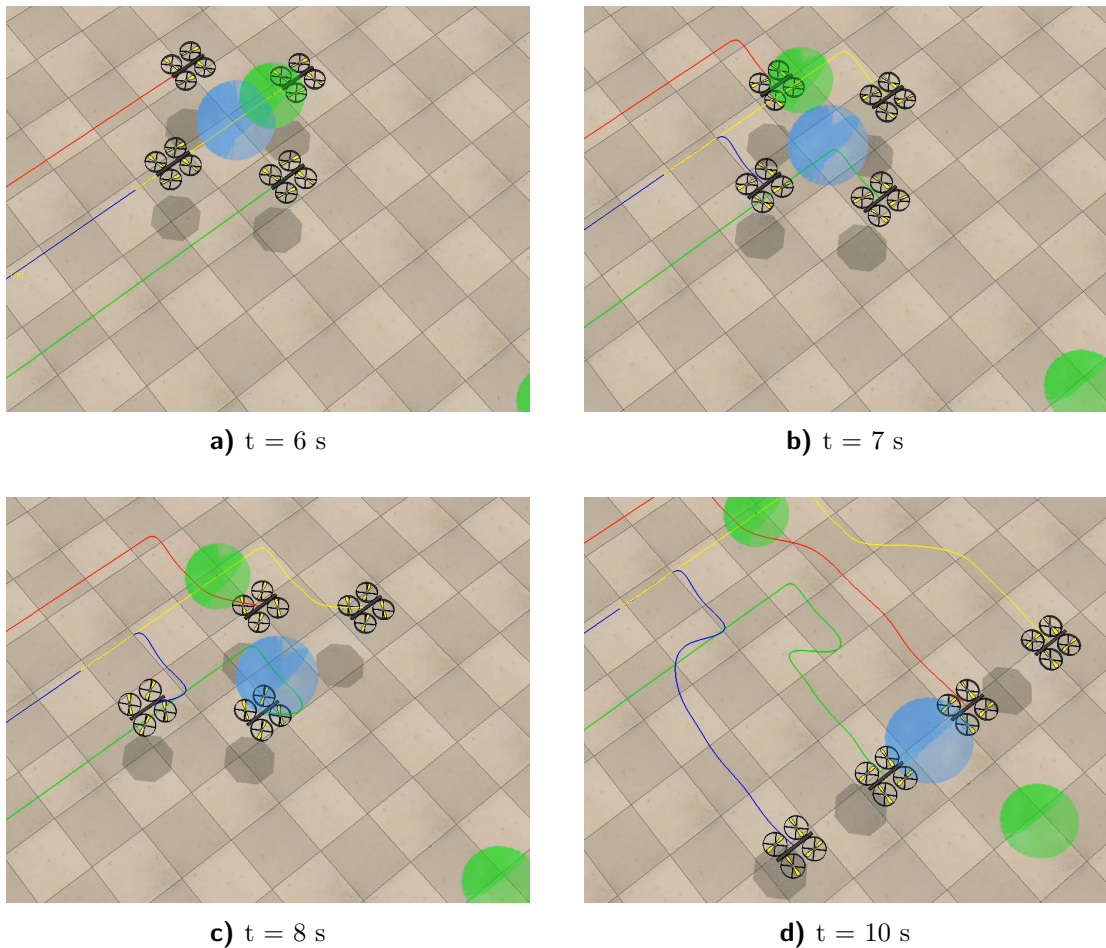 a) t = 6 s
b) t = 7 s
c) t = 8 s
d) t = 10 s